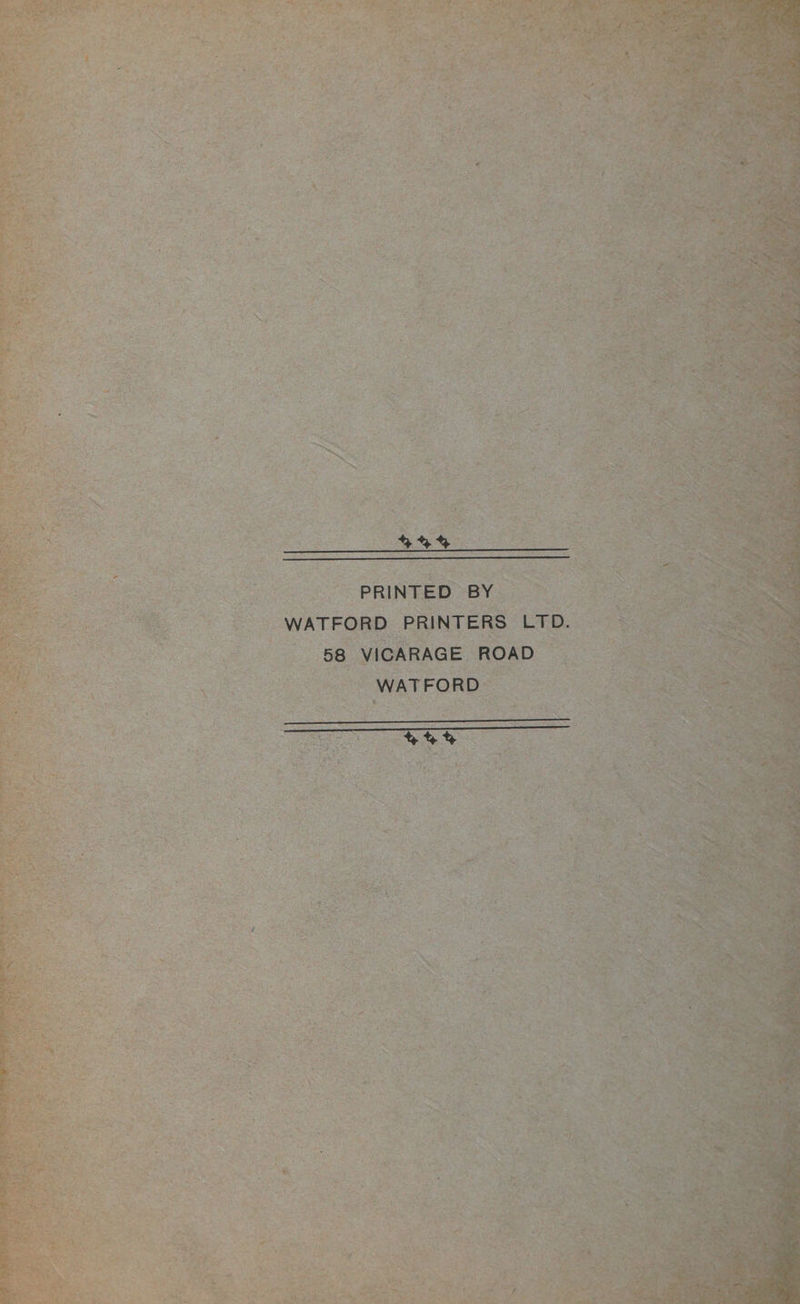 PRINTED BY
WATFORD PRINTERS LTD.
58 VICARAGE ROAD
WATFORD